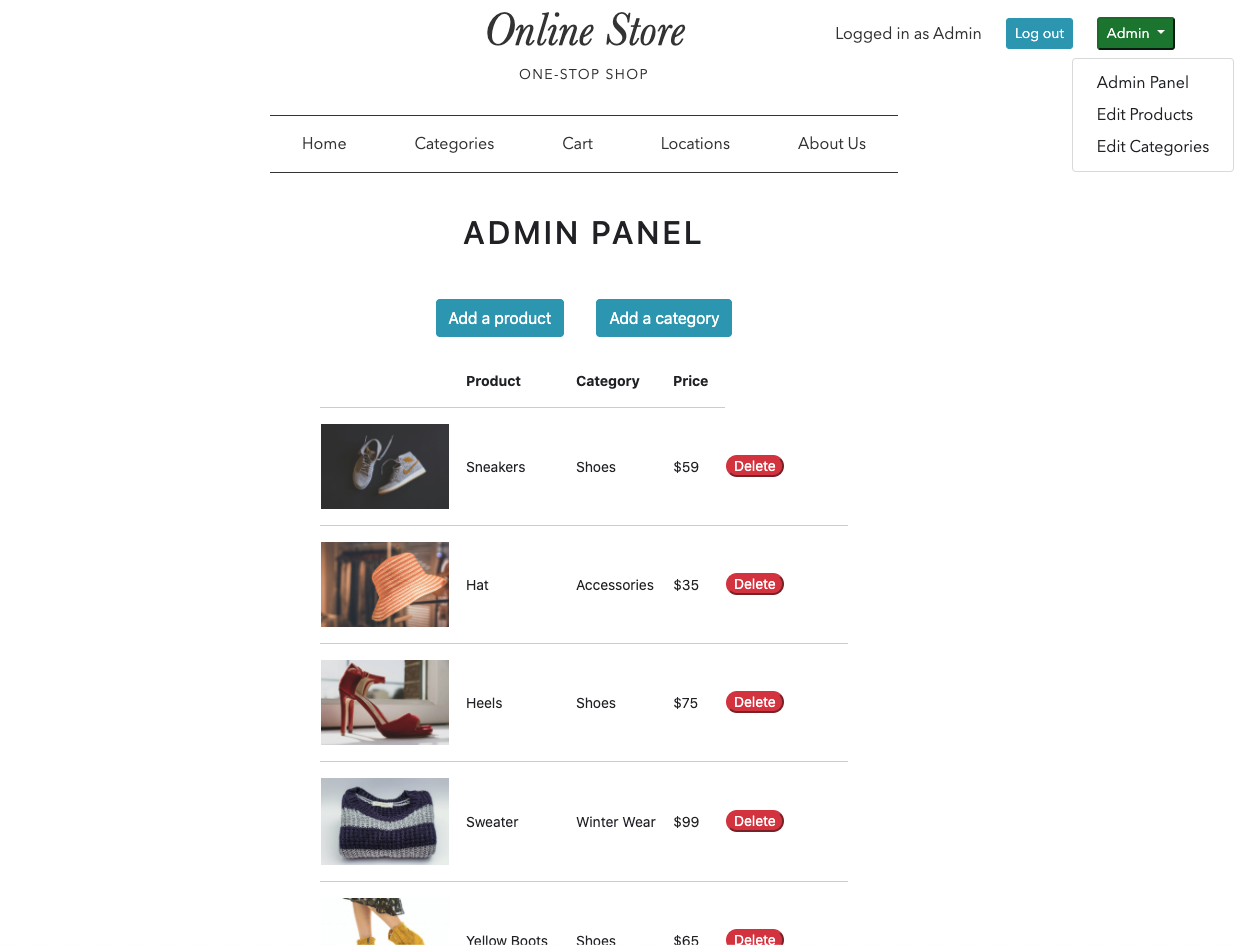 Online Store
ONE-STOP SHOP
Logged in as Admin
Log out
Admin
Admin Panel
Edit Products
Edit Categories
Home Categories Cart Locations About Us
ADMIN PANEL
Add a product Add a category
Product Category Price
Sneakers Shoes $59 Delete
Hat Accessories $35 Delete
Heels Shoes $75 Delete
Sweater Winter Wear $99 Delete
Yellow Boots Shoes $65 Delete